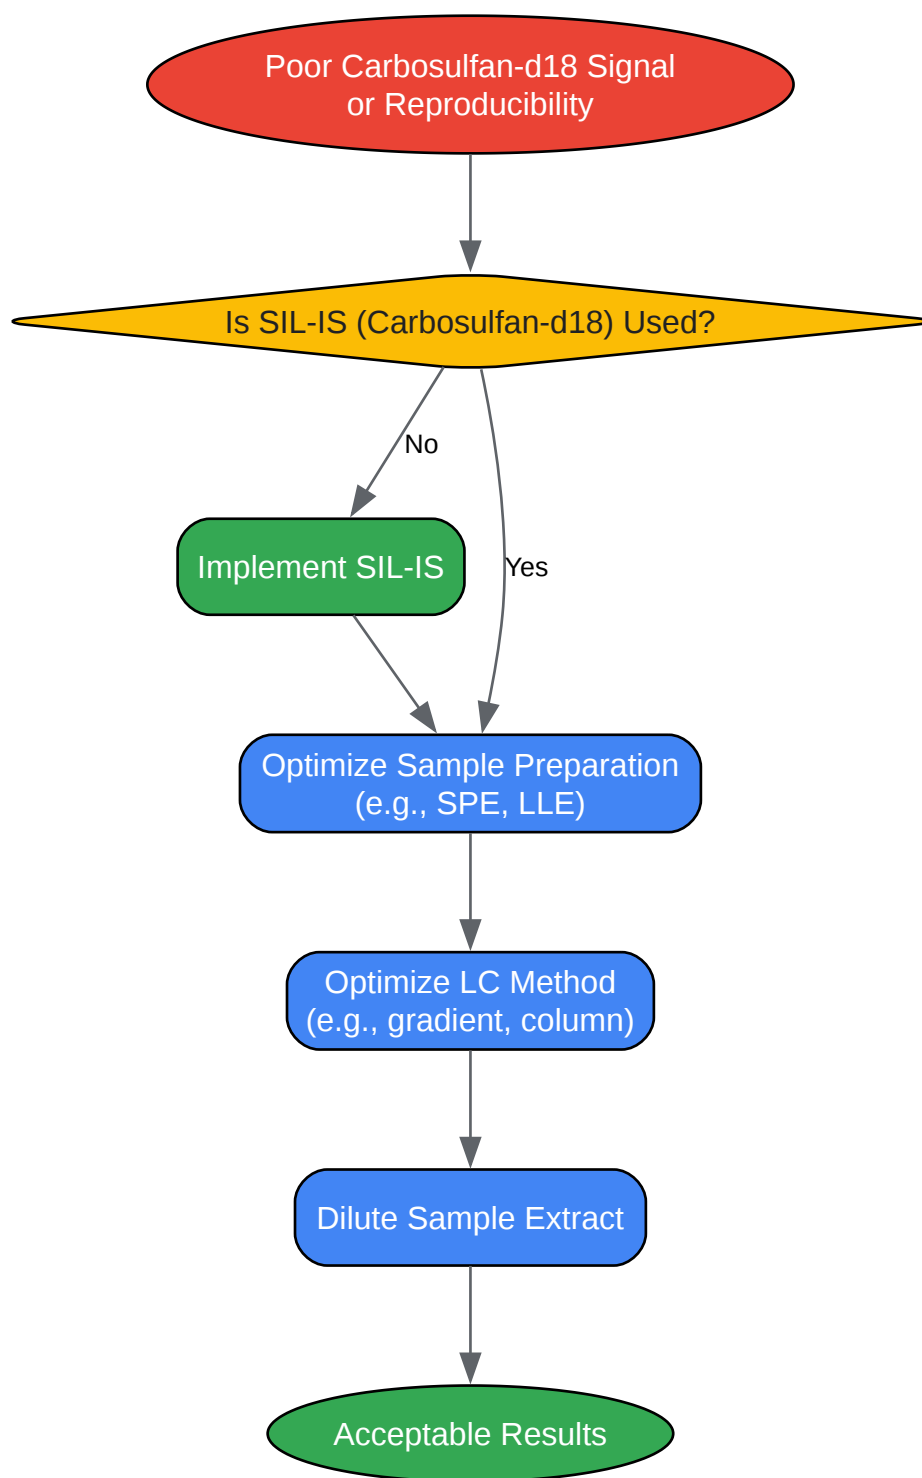 Poor Carbosulfan-d18 Signal
or Reproducibility
Is SIL-IS (Carbosulfan-d18) Used?
No
Implement SIL-IS
Yes
Optimize Sample Preparation
(e.g., SPE, LLE)
Optimize LC Method
(e.g., gradient, column)
Dilute Sample Extract
Acceptable Results